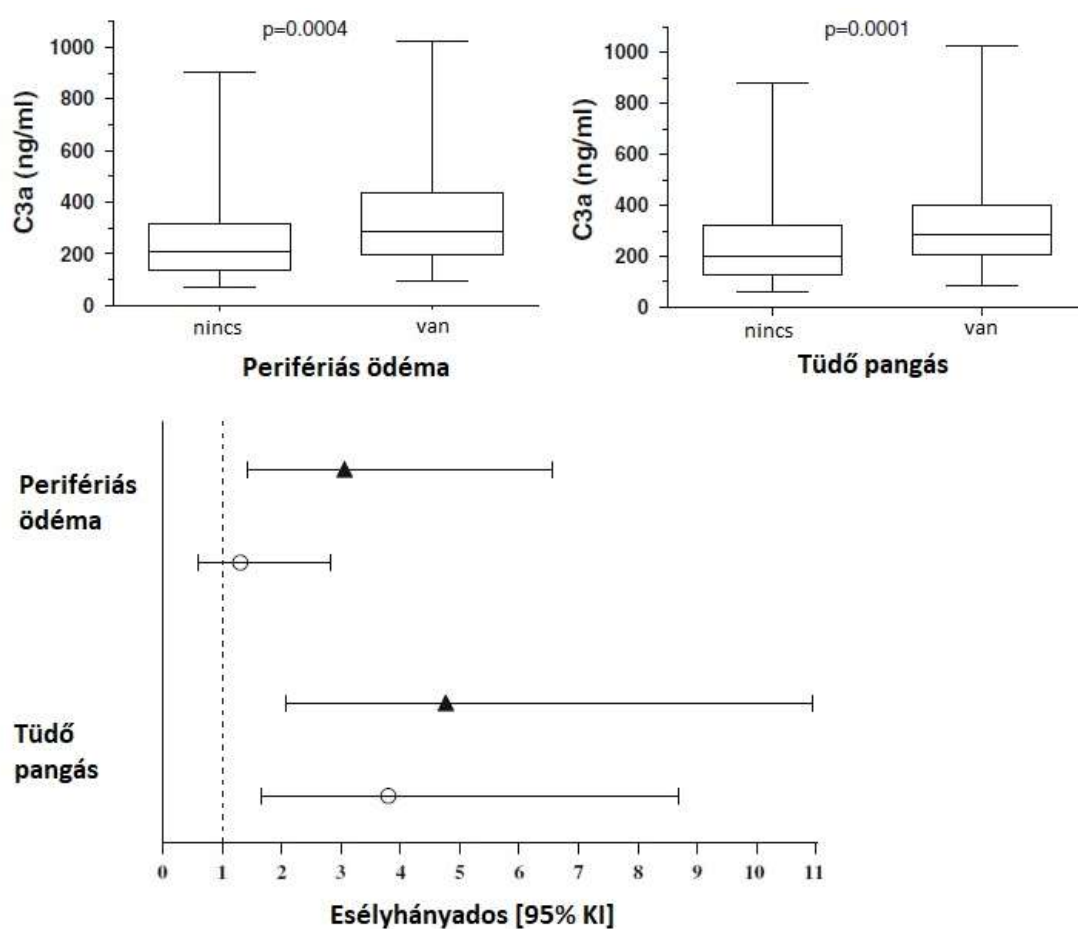 p=0.0004
1000
800
600
400
200
0
C3a (ng/ml)
nincs
van
Perifériás ödéma
p=0.0001
1000
800
600
400
200
0
C3a (ng/ml)
nincs
van
Tüdő pangás
Perifériás
ödéma
Tüdő
pangás
0 1 2 3 4 5 6 7 8 9 10 11
Esélyhányados [95% KI]